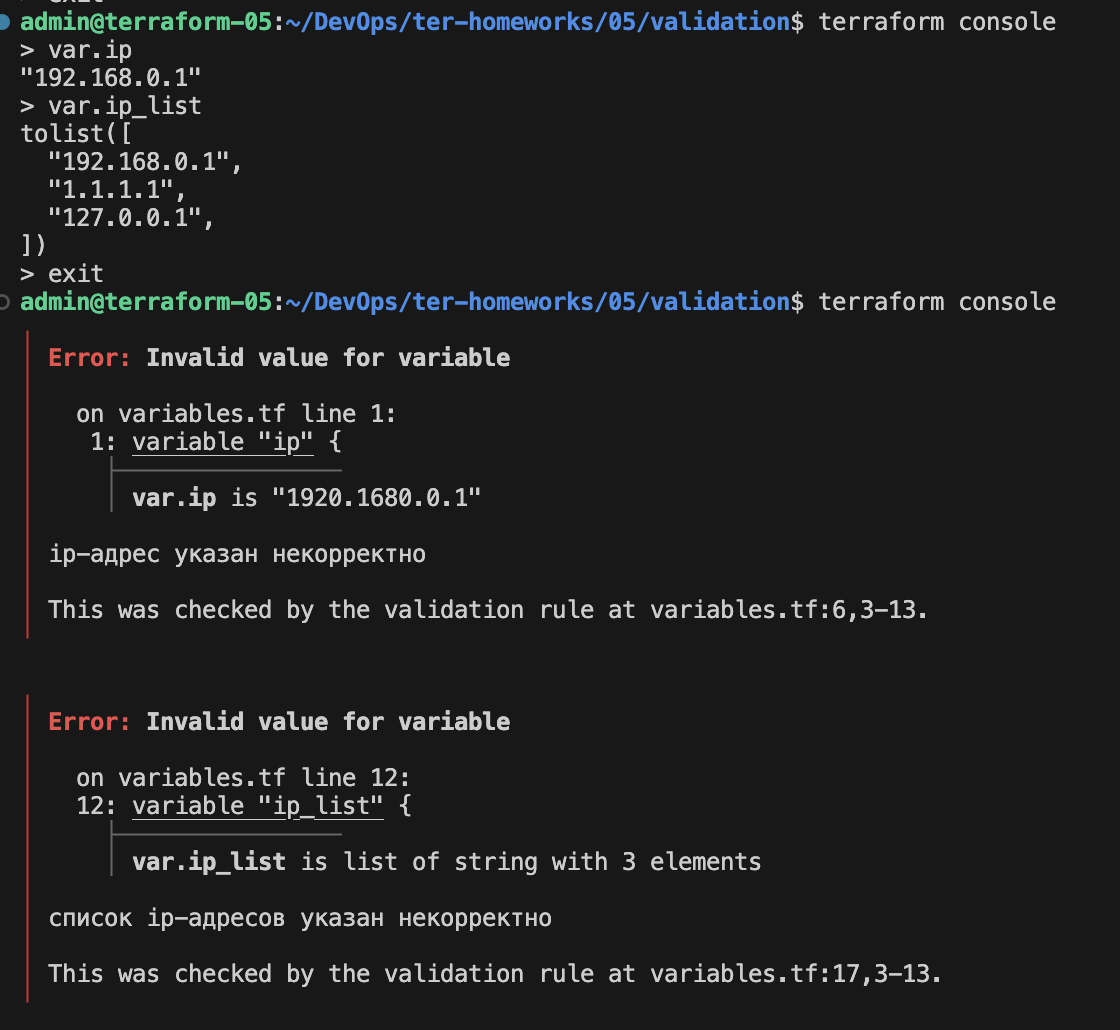 admin@terraform-05:~/DevOps/ter-homeworks/05/validation$ terraform console
> var.ip
"192.168.0.1"
> var.ip_list
tolist([
  "192.168.0.1",
  "1.1.1.1",
  "127.0.0.1",
])
> exit
admin@terraform-05:~/DevOps/ter-homeworks/05/validation$ terraform console
Error: Invalid value for variable
on variables.tf line 1:
1: variable "ip" {
var.ip is "1920.1680.0.1"
ip-адрес указан некорректно
This was checked by the validation rule at variables.tf:6,3-13.
Error: Invalid value for variable
on variables.tf line 12:
12: variable "ip_list" {
var.ip_list is list of string with 3 elements
список ip-адресов указан некорректно
This was checked by the validation rule at variables.tf:17,3-13.